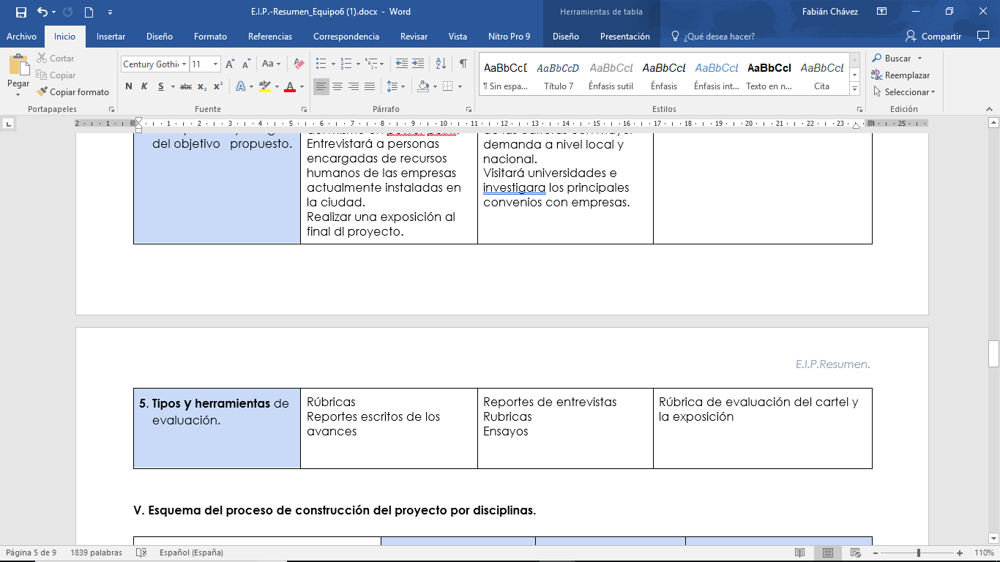 E.I.P.-Resumen_Equipo6 (1).docx - Word
Herramientas de tabla
Fabián Chávez
Archivo Inicio Insertar Diseño Formato Referencias Correspondencia Revisar Vista Nitro Pro 9 Diseño Presentación ¿Qué desea hacer? Compartir
Pegar
Cortar
Copiar
Copiar formato
Portapapeles
Century Gothi 11
Aa
N K S abc x₂ x²
A A
Fuente
Párrafo
AaBbCcD AaBbCcD AaBbCcL AaBbCcL AaBbCcL AaBbCcl AaBbCcL
¶ Sin espa... Título 7 Énfasis sutil Énfasis Énfasis int... Texto en n... Cita
Estilos
Buscar
Reemplazar
Seleccionar
Edición
2 1 1 2 3 4 5 6 7 8 9 10 11 12 13 14 15 16 17 18 19 20 21 22 23 25
del objetivo propuesto.
Entrevistará a personas
encargadas de recursos
humanos de las empresas
actualmente instaladas en
la ciudad.
Realizar una exposición al
final dl proyecto.
demanda a nivel local y
nacional.
Visitará universidades e
investigara los principales
convenios con empresas.
E.I.P.Resumen.
5. Tipos y herramientas de
evaluación.
Rúbricas
Reportes escritos de los
avances
Reportes de entrevistas
Rubricas
Ensayos
Rúbrica de evaluación del cartel y
la exposición
V. Esquema del proceso de construcción del proyecto por disciplinas.
Página 5 de 9 1839 palabras Español (España) 110%